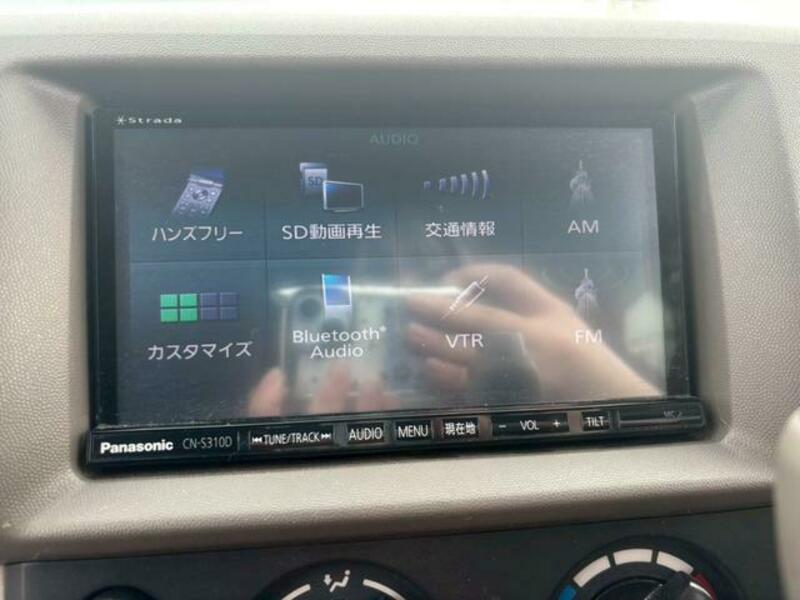 Strada
AUDIO
ハンズフリー
SD
SD動画再生
交通情報
AM
カスタマイズ
Bluetooth®
Audio
VTR
FM
Panasonic CN-S310D TUNE/TRACK AUDIO MENU 現在地 − VOL + TILT